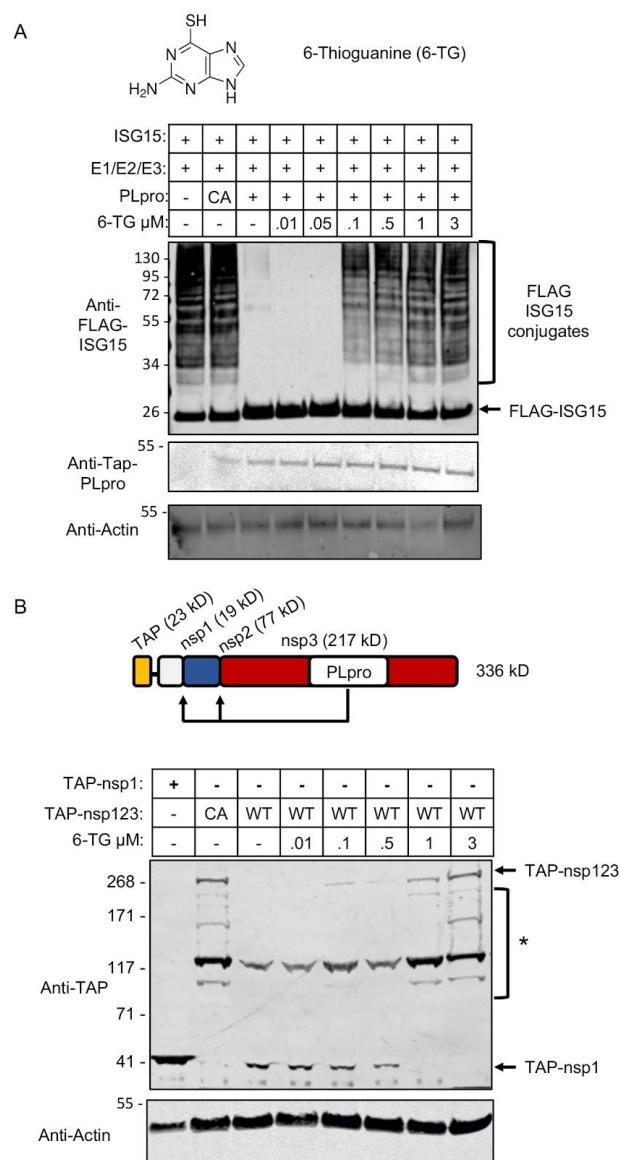 A
SH
N
N
N
N
H
H₂N
6-Thioguanine (6-TG)
ISG15: + + + + + + + + +
E1/E2/E3: + + + + + + + + +
PLpro: - CA + + + + + + +
6-TG μM: - - - .01 .05 .1 .5 1 3
130 -
95 -
72 -
55 -
34 -
26 -
Anti-
FLAG-
ISG15
FLAG
ISG15
conjugates
FLAG-ISG15
55 -
Anti-Tap-
PLpro
55 -
Anti-Actin
B
TAP (23 kD)
nsp1 (19 kD)
nsp2 (77 kD)
nsp3 (217 kD)
PLpro
336 kD
TAP-nsp1: + - - - - - - -
TAP-nsp123: - CA WT WT WT WT WT WT
6-TG μM: - - - .01 .1 .5 1 3
268 -
171 -
117 -
71 -
41 -
Anti-TAP
TAP-nsp123
*
TAP-nsp1
55 -
Anti-Actin